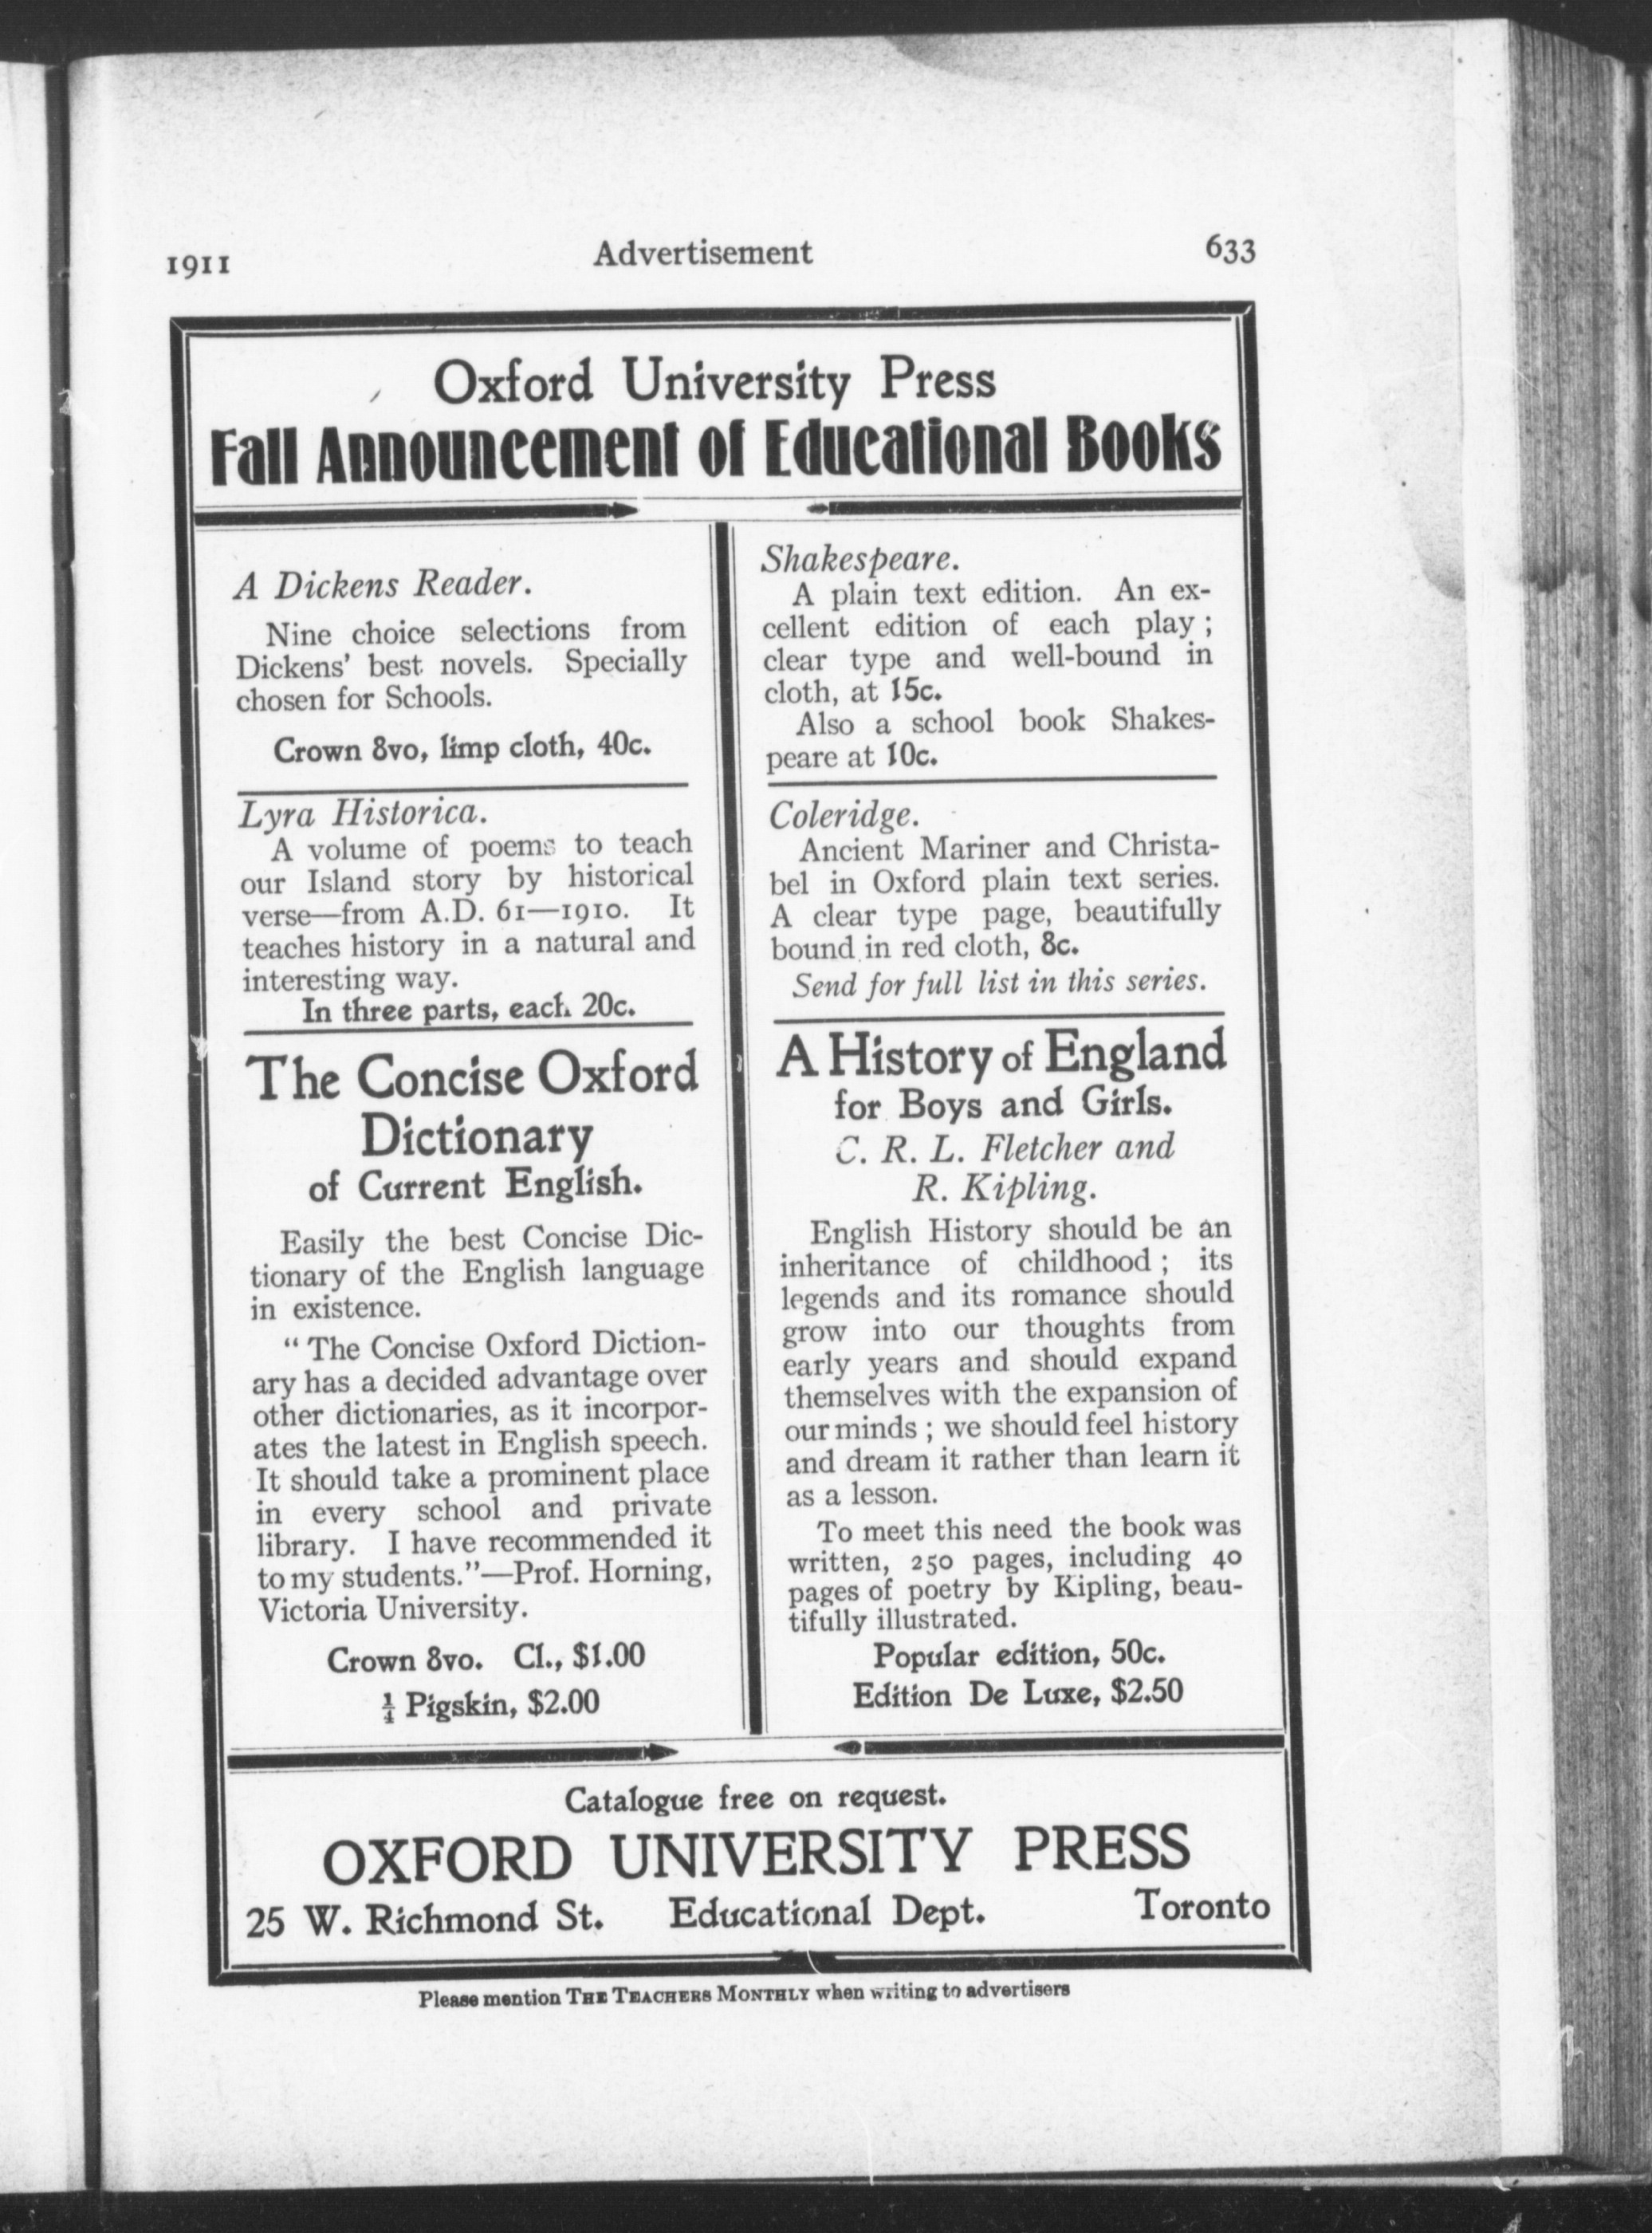 1911 Advertisement 633
Oxford University Press
Fall Announcement of Educational Books
A Dickens Reader.
Nine choice selections from
Dickens' best novels. Specially
chosen for Schools.
Crown 8vo, limp cloth, 40c.
Lyra Historica.
A volume of poems to teach
our Island story by historical
verse—from A.D. 61—1910. It
teaches history in a natural and
interesting way.
In three parts, each 20c.
The Concise Oxford
Dictionary
of Current English.
Easily the best Concise Dic-
tionary of the English language
in existence.
"The Concise Oxford Diction-
ary has a decided advantage over
other dictionaries, as it incorpor-
ates the latest in English speech.
It should take a prominent place
in every school and private
library. I have recommended it
to my students."—Prof. Horning,
Victoria University.
Crown 8vo. Cl., $1.00
¼ Pigskin, $2.00
Shakespeare.
A plain text edition. An ex-
cellent edition of each play ;
clear type and well-bound in
cloth, at 15c.
Also a school book Shakes-
peare at 10c.
Coleridge.
Ancient Mariner and Christa-
bel in Oxford plain text series.
A clear type page, beautifully
bound in red cloth, 8c.
Send for full list in this series.
A History of England
for Boys and Girls.
C. R. L. Fletcher and
R. Kipling.
English History should be an
inheritance of childhood ; its
legends and its romance should
grow into our thoughts from
early years and should expand
themselves with the expansion of
our minds ; we should feel history
and dream it rather than learn it
as a lesson.
To meet this need the book was
written, 250 pages, including 40
pages of poetry by Kipling, beau-
tifully illustrated.
Popular edition, 50c.
Edition De Luxe, $2.50
Catalogue free on request.
OXFORD UNIVERSITY PRESS
25 W. Richmond St. Educational Dept. Toronto
Please mention THE TEACHERS MONTHLY when writing to advertisers